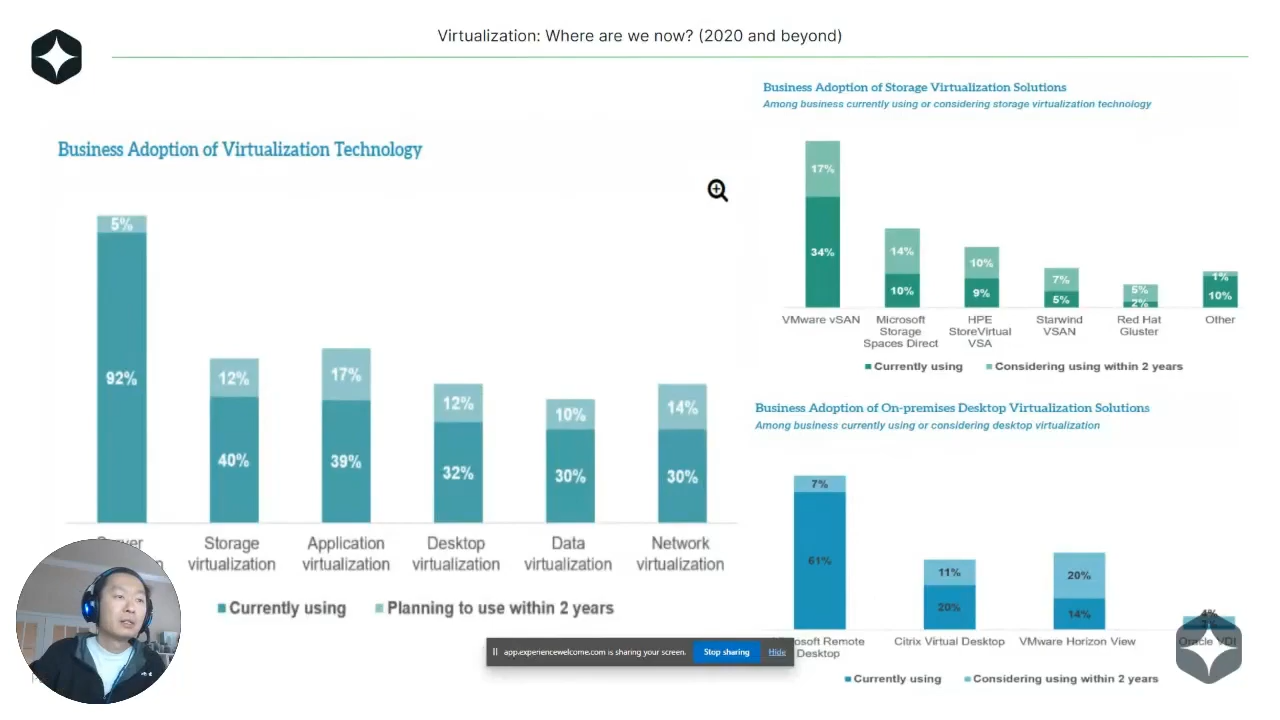 Virtualization: Where are we now? (2020 and beyond)
Business Adoption of Virtualization Technology
5%
92%
12%
40%
17%
39%
12%
32%
10%
30%
14%
30%
Storage virtualization
Application virtualization
Desktop virtualization
Data virtualization
Network virtualization
Currently using
Planning to use within 2 years
Business Adoption of Storage Virtualization Solutions
Among business currently using or considering storage virtualization technology
17%
34%
14%
10%
10%
9%
7%
5%
5%
2%
1%
10%
VMware vSAN
Microsoft Storage Spaces Direct
HPE StoreVirtual VSA
Starwind VSAN
Red Hat Gluster
Other
Currently using
Considering using within 2 years
Business Adoption of On-premises Desktop Virtualization Solutions
Among business currently using or considering desktop virtualization
7%
61%
11%
20%
20%
14%
4%
Remote Desktop
Citrix Virtual Desktop
VMware Horizon View
Oracle VDI
Currently using
Considering using within 2 years
app.experiencewelcome.com is sharing your screen.
Stop sharing
Hide